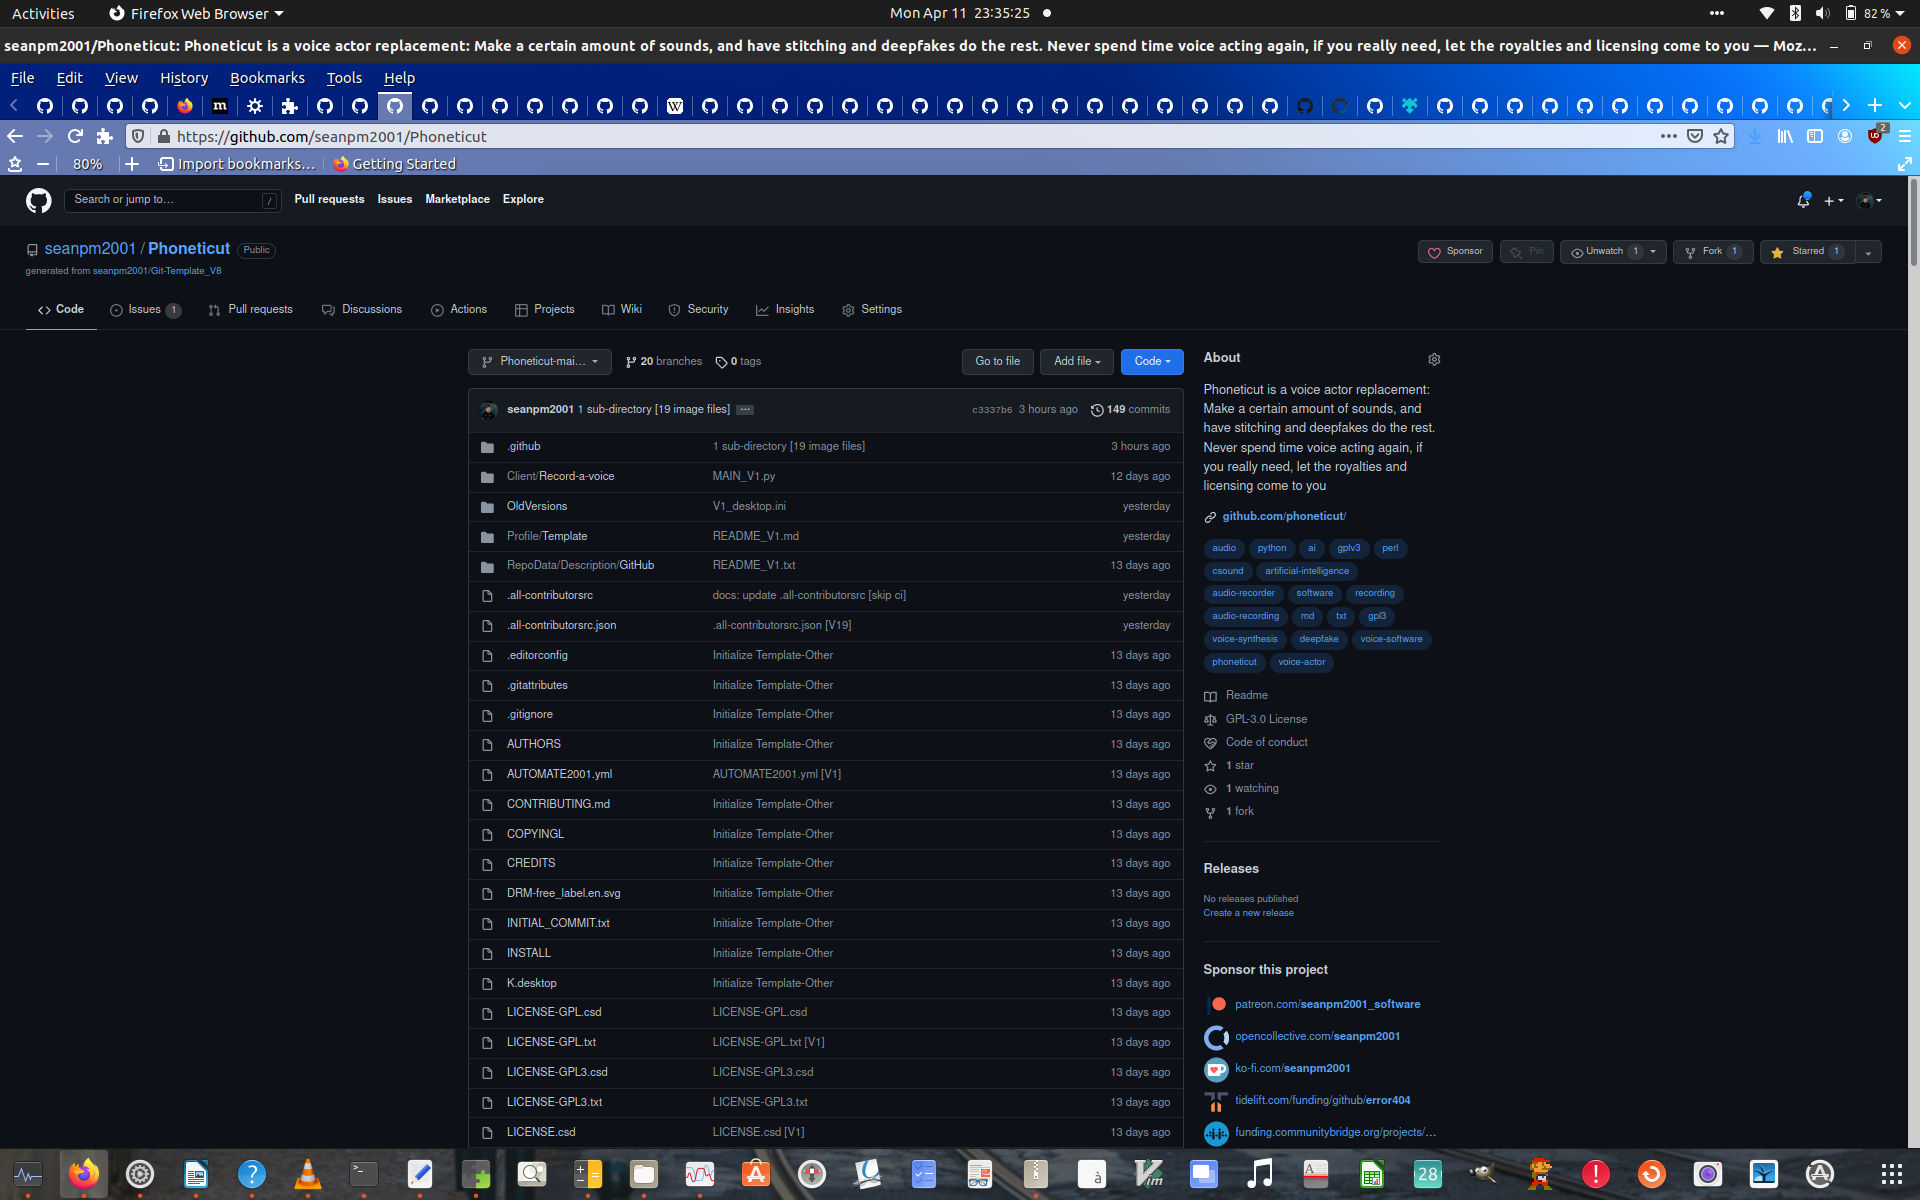 Activities Firefox Web Browser Mon Apr 11 23:35:25 82 %
seanpm2001/Phoneticut: Phoneticut is a voice actor replacement: Make a certain amount of sounds, and have stitching and deepfakes do the rest. Never spend time voice acting again, if you really need, let the royalties and licensing come to you — Moz…
File Edit View History Bookmarks Tools Help
https://github.com/seanpm2001/Phoneticut 2
80% Import bookmarks… Getting Started
Search or jump to… / Pull requests Issues Marketplace Explore
seanpm2001 / Phoneticut Public Sponsor Pin Unwatch 1 Fork 1 Starred 1
generated from seanpm2001/Git-Template_V8
Code Issues 1 Pull requests Discussions Actions Projects Wiki Security Insights Settings
Phoneticut-mai… 20 branches 0 tags Go to file Add file Code
seanpm2001 1 sub-directory [19 image files] … c3337b6 3 hours ago 149 commits
.github 1 sub-directory [19 image files] 3 hours ago
Client/Record-a-voice MAIN_V1.py 12 days ago
OldVersions V1_desktop.ini yesterday
Profile/Template README_V1.md yesterday
RepoData/Description/GitHub README_V1.txt 13 days ago
.all-contributorsrc docs: update .all-contributorsrc [skip ci] yesterday
.all-contributorsrc.json .all-contributorsrc.json [V19] yesterday
.editorconfig Initialize Template-Other 13 days ago
.gitattributes Initialize Template-Other 13 days ago
.gitignore Initialize Template-Other 13 days ago
AUTHORS Initialize Template-Other 13 days ago
AUTOMATE2001.yml AUTOMATE2001.yml [V1] 13 days ago
CONTRIBUTING.md Initialize Template-Other 13 days ago
COPYINGL Initialize Template-Other 13 days ago
CREDITS Initialize Template-Other 13 days ago
DRM-free_label.en.svg Initialize Template-Other 13 days ago
INITIAL_COMMIT.txt Initialize Template-Other 13 days ago
INSTALL Initialize Template-Other 13 days ago
K.desktop Initialize Template-Other 13 days ago
LICENSE-GPL.csd LICENSE-GPL.csd 13 days ago
LICENSE-GPL.txt LICENSE-GPL.txt [V1] 13 days ago
LICENSE-GPL3.csd LICENSE-GPL3.csd 13 days ago
LICENSE-GPL3.txt LICENSE-GPL3.txt 13 days ago
LICENSE.csd LICENSE.csd [V1] 13 days ago
About
Phoneticut is a voice actor replacement:
Make a certain amount of sounds, and
have stitching and deepfakes do the rest.
Never spend time voice acting again, if
you really need, let the royalties and
licensing come to you
github.com/phoneticut/
audio python ai gplv3 perl
csound artificial-intelligence
audio-recorder software recording
audio-recording md txt gpl3
voice-synthesis deepfake voice-software
phoneticut voice-actor
Readme
GPL-3.0 License
Code of conduct
1 star
1 watching
1 fork
Releases
No releases published
Create a new release
Sponsor this project
patreon.com/seanpm2001_software
opencollective.com/seanpm2001
ko-fi.com/seanpm2001
tidelift.com/funding/github/error404
funding.communitybridge.org/projects/…
28